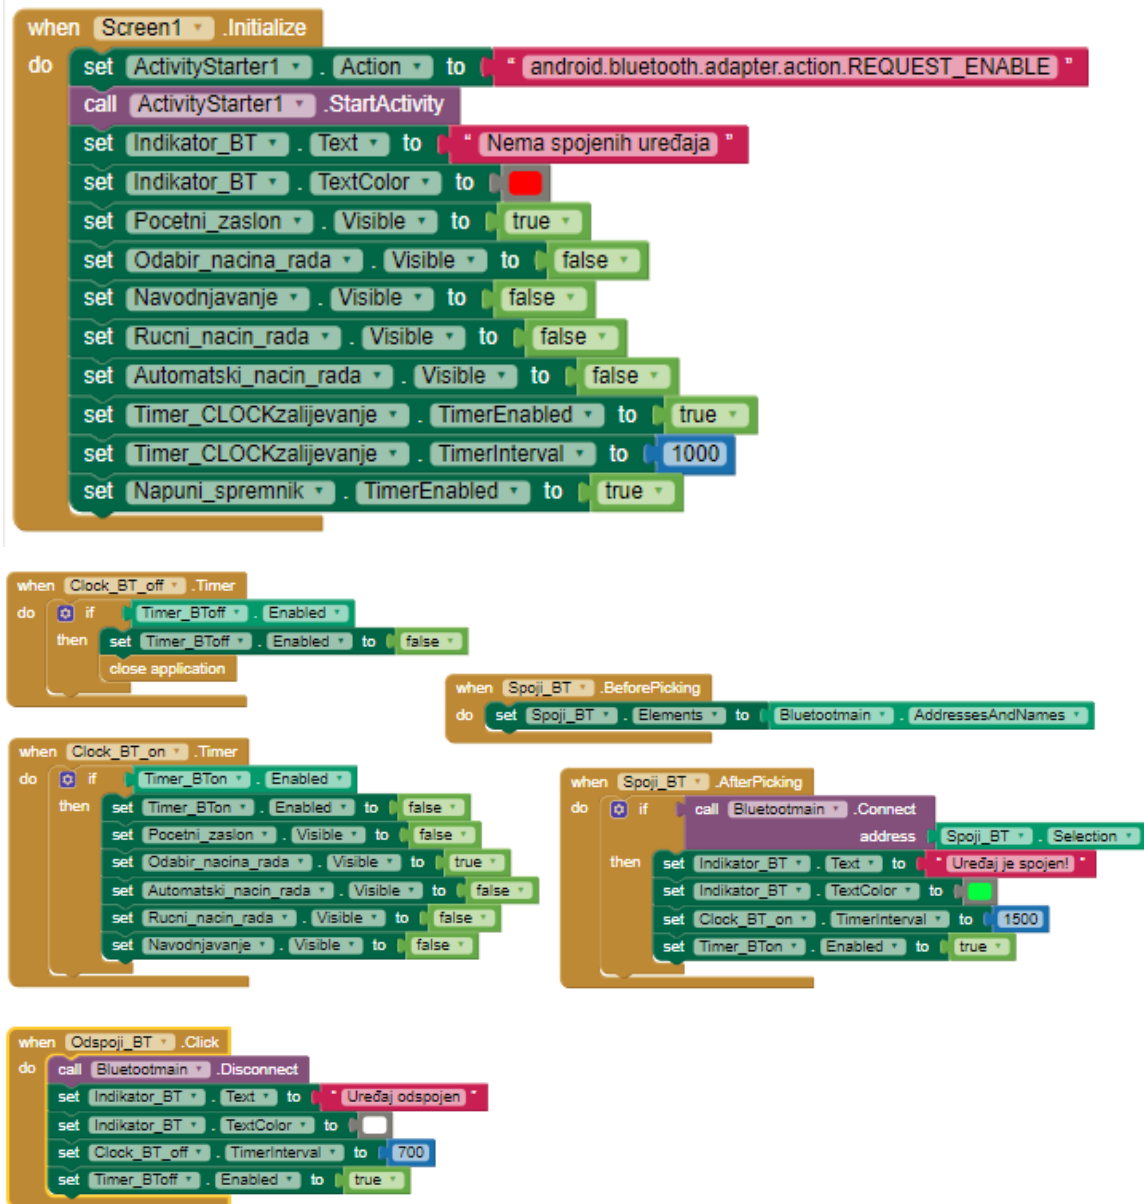 when Screen1 .Initialize
do set ActivityStarter1 . Action to " android.bluetooth.adapter.action.REQUEST_ENABLE "
call ActivityStarter1 .StartActivity
set Indikator_BT . Text to " Nema spojenih uređaja "
set Indikator_BT . TextColor to
set Pocetni_zaslon . Visible to true
set Odabir_nacina_rada . Visible to false
set Navodnjavanje . Visible to false
set Rucni_nacin_rada . Visible to false
set Automatski_nacin_rada . Visible to false
set Timer_CLOCKzalijevanje . TimerEnabled to true
set Timer_CLOCKzalijevanje . TimerInterval to 1000
set Napuni_spremnik . TimerEnabled to true
when Clock_BT_off .Timer
do if Timer_BToff . Enabled
then set Timer_BToff . Enabled to false
close application
when Spoji_BT .BeforePicking
do set Spoji_BT . Elements to Bluetootmain . AddressesAndNames
when Clock_BT_on .Timer
do if Timer_BTon . Enabled
then set Timer_BTon . Enabled to false
set Pocetni_zaslon . Visible to false
set Odabir_nacina_rada . Visible to true
set Automatski_nacin_rada . Visible to false
set Rucni_nacin_rada . Visible to false
set Navodnjavanje . Visible to false
when Spoji_BT .AfterPicking
do if call Bluetootmain .Connect
address Spoji_BT . Selection
then set Indikator_BT . Text to " Uređaj je spojen! "
set Indikator_BT . TextColor to
set Clock_BT_on . TimerInterval to 1500
set Timer_BTon . Enabled to true
when Odspoji_BT .Click
do call Bluetootmain .Disconnect
set Indikator_BT . Text to " Uređaj odspojen "
set Indikator_BT . TextColor to
set Clock_BT_off . TimerInterval to 700
set Timer_BToff . Enabled to true